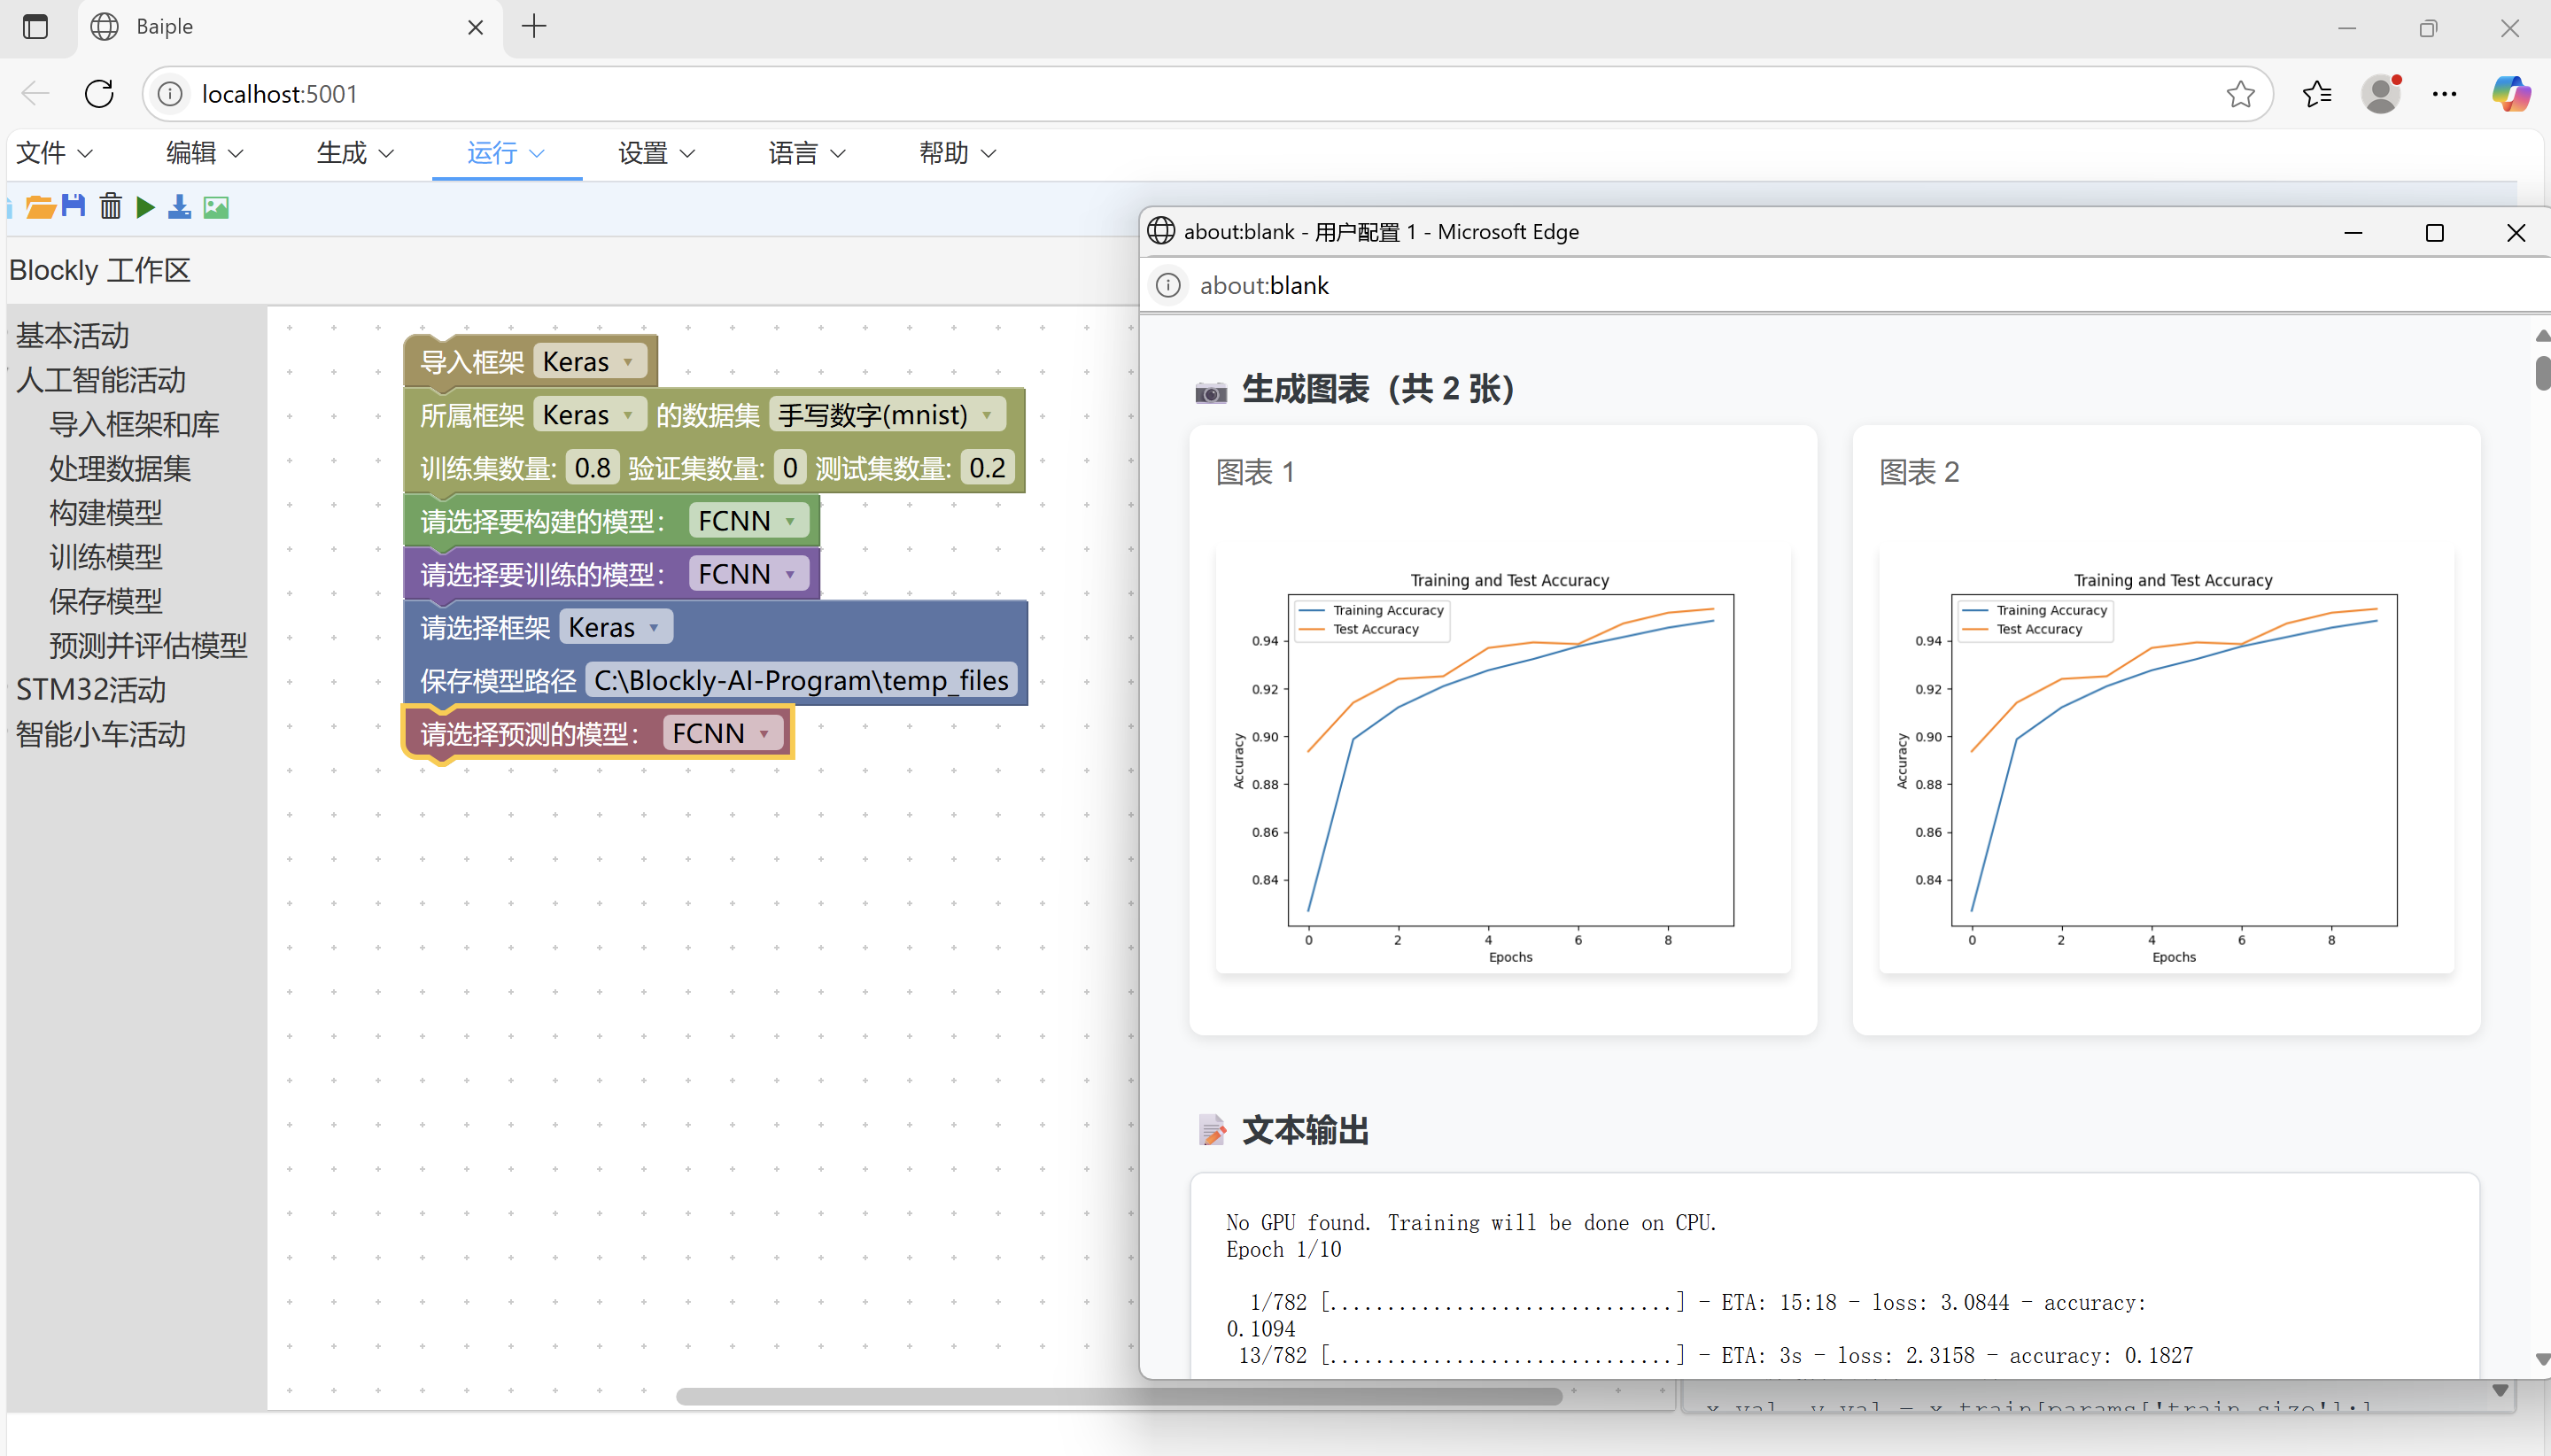 Baiple
localhost:5001
文件 编辑 生成 运行 设置 语言 帮助
Blockly 工作区
基本活动
人工智能活动
导入框架和库
处理数据集
构建模型
训练模型
保存模型
预测并评估模型
STM32活动
智能小车活动
导入框架 Keras
所属框架 Keras 的数据集 手写数字(mnist)
训练集数量: 0.8 验证集数量: 0 测试集数量: 0.2
请选择要构建的模型: FCNN
请选择要训练的模型: FCNN
请选择框架 Keras
保存模型路径 C:\Blockly-AI-Program\temp_files
请选择预测的模型: FCNN
about:blank - 用户配置 1 - Microsoft Edge
about:blank
生成图表（共 2 张）
图表 1
Training and Test Accuracy
Training Accuracy
Test Accuracy
0.94
0.92
0.90
0.88
0.86
0.84
Accuracy
0 2 4 6 8
Epochs
图表 2
Training and Test Accuracy
Training Accuracy
Test Accuracy
0.94
0.92
0.90
0.88
0.86
0.84
Accuracy
0 2 4 6 8
Epochs
文本输出
No GPU found. Training will be done on CPU.
Epoch 1/10
1/782 [..............................] - ETA: 15:18 - loss: 3.0844 - accuracy:
0.1094
13/782 [..............................] - ETA: 3s - loss: 2.3158 - accuracy: 0.1827